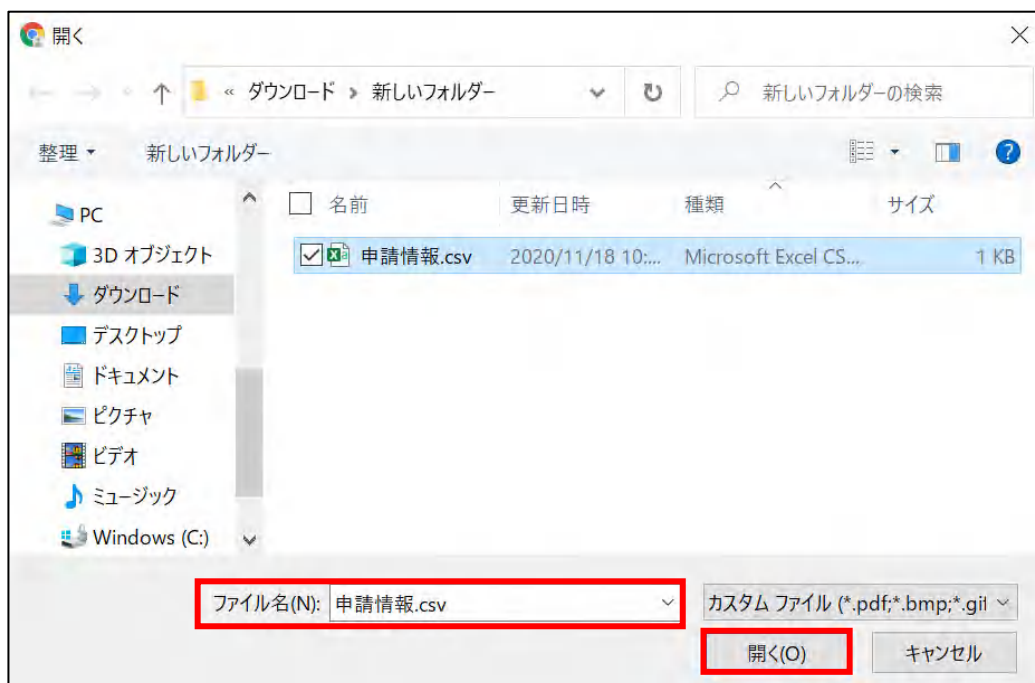 開く
« ダウンロード › 新しいフォルダー
新しいフォルダーの検索
整理
新しいフォルダー
名前 更新日時 種類 サイズ
申請情報.csv 2020/11/18 10:... Microsoft Excel CS... 1 KB
PC
3D オブジェクト
ダウンロード
デスクトップ
ドキュメント
ピクチャ
ビデオ
ミュージック
Windows (C:)
ファイル名(N): 申請情報.csv カスタム ファイル (*.pdf;*.bmp;*.gif
開く(O) キャンセル